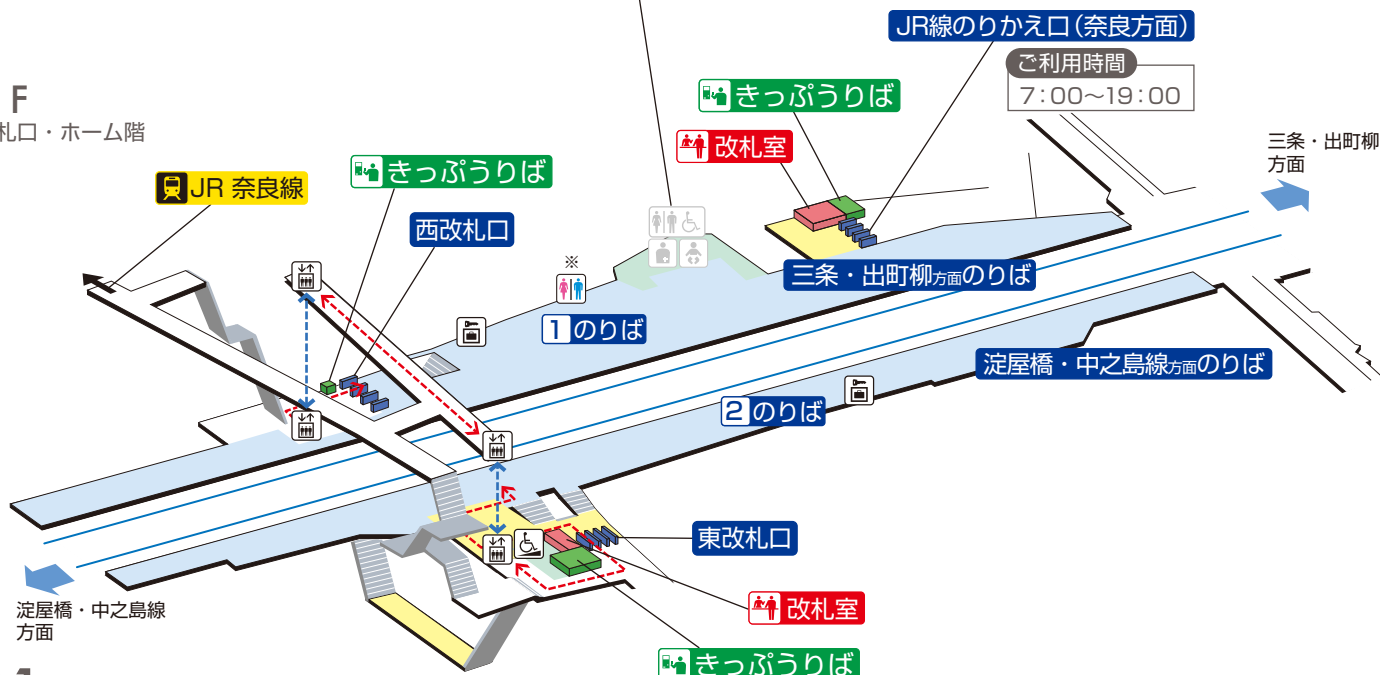 JR線のりかえ口(奈良方面)
ご利用時間
7:00〜19:00
F
札口・ホーム階
きっぷうりば
改札室
三条・出町柳
方面
きっぷうりば
JR 奈良線
西改札口
※
三条・出町柳方面のりば
1 のりば
淀屋橋・中之島線方面のりば
2 のりば
東改札口
淀屋橋・中之島線
方面
改札室
きっぷうりば